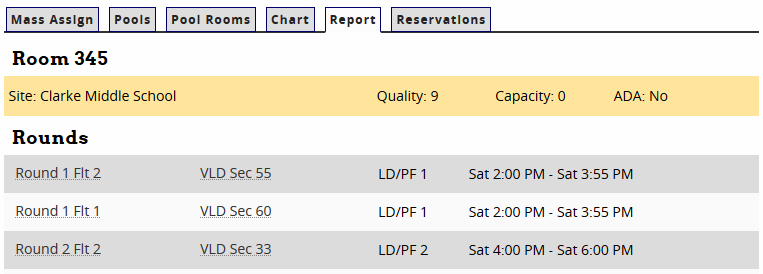 Mass Assign Pools Pool Rooms Chart Report Reservations
Room 345
Site: Clarke Middle School Quality: 9 Capacity: 0 ADA: No
Rounds
Round 1 Flt 2 VLD Sec 55 LD/PF 1 Sat 2:00 PM - Sat 3:55 PM
Round 1 Flt 1 VLD Sec 60 LD/PF 1 Sat 2:00 PM - Sat 3:55 PM
Round 2 Flt 2 VLD Sec 33 LD/PF 2 Sat 4:00 PM - Sat 6:00 PM